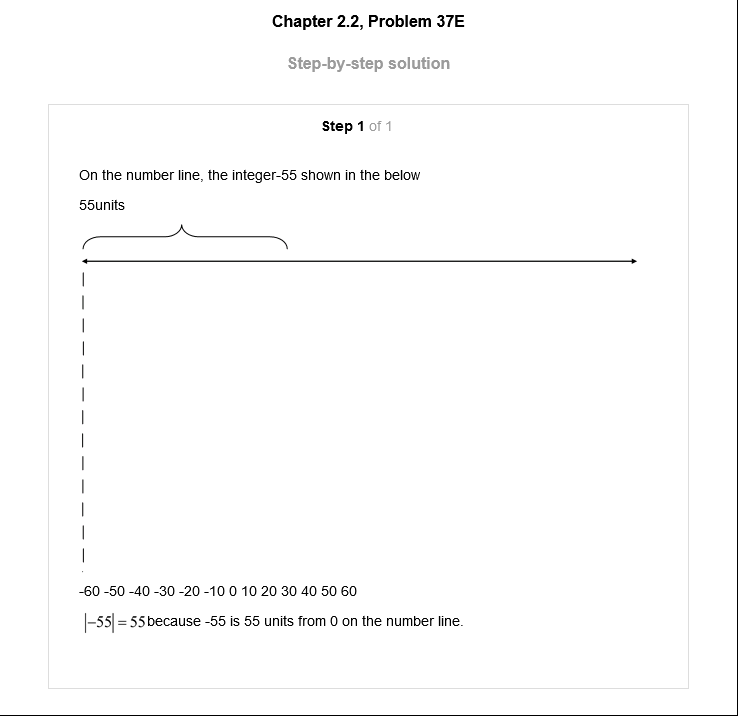 Chapter 2.2, Problem 37E
Step-by-step solution
Step 1 of 1
On the number line, the integer-55 shown in the below
55units
-60 -50 -40 -30 -20 -10 0 10 20 30 40 50 60
|−55| = 55 because -55 is 55 units from 0 on the number line.